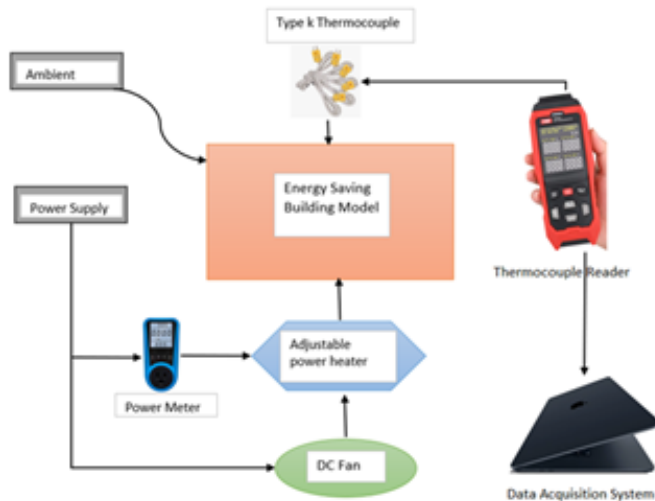 Type k Thermocouple
Ambient
Energy Saving
Building Model
Power Supply
Thermocouple Reader
Adjustable
power heater
Power Meter
DC Fan
Data Acquisition System